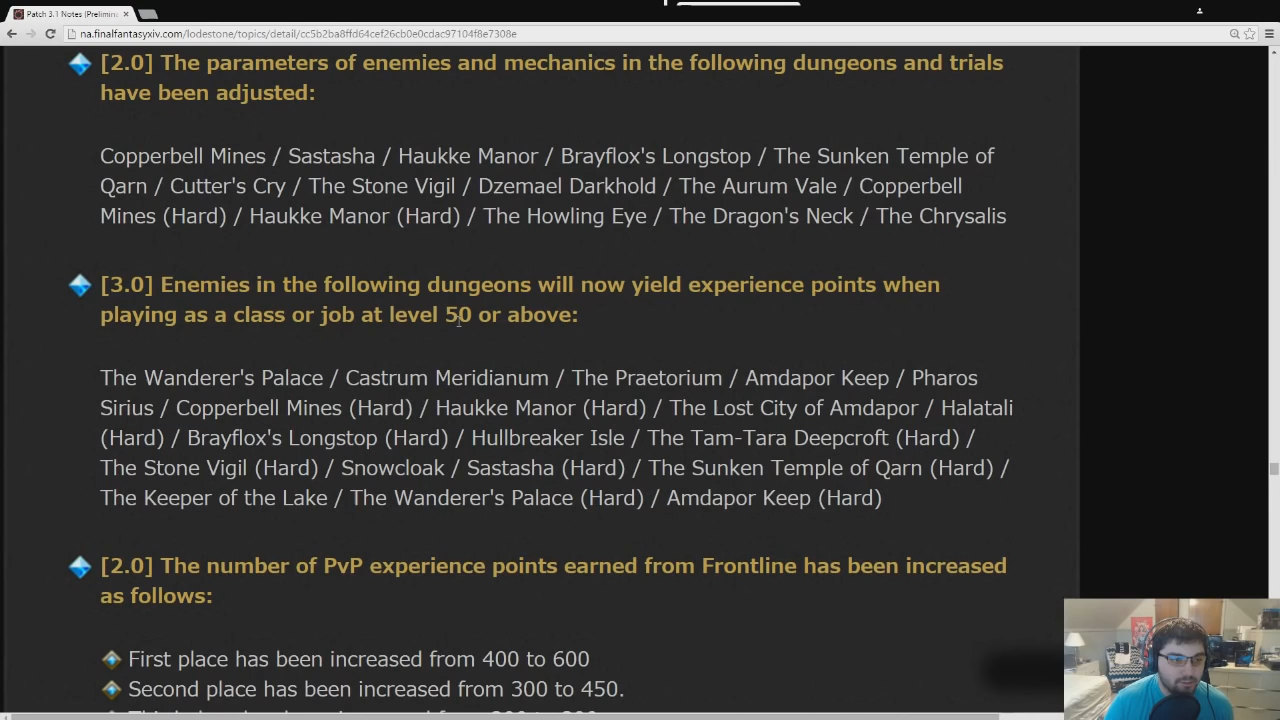 Patch 3.1 Notes (Prelimin
na.finalfantasyxiv.com/lodestone/topics/detail/cc5b2ba8ffd64cef26cb0e0cdac97104f8e7308e
[2.0] The parameters of enemies and mechanics in the following dungeons and trials
have been adjusted:
Copperbell Mines / Sastasha / Haukke Manor / Brayflox's Longstop / The Sunken Temple of
Qarn / Cutter's Cry / The Stone Vigil / Dzemael Darkhold / The Aurum Vale / Copperbell
Mines (Hard) / Haukke Manor (Hard) / The Howling Eye / The Dragon's Neck / The Chrysalis
[3.0] Enemies in the following dungeons will now yield experience points when
playing as a class or job at level 50 or above:
The Wanderer's Palace / Castrum Meridianum / The Praetorium / Amdapor Keep / Pharos
Sirius / Copperbell Mines (Hard) / Haukke Manor (Hard) / The Lost City of Amdapor / Halatali
(Hard) / Brayflox's Longstop (Hard) / Hullbreaker Isle / The Tam-Tara Deepcroft (Hard) /
The Stone Vigil (Hard) / Snowcloak / Sastasha (Hard) / The Sunken Temple of Qarn (Hard) /
The Keeper of the Lake / The Wanderer's Palace (Hard) / Amdapor Keep (Hard)
[2.0] The number of PvP experience points earned from Frontline has been increased
as follows:
First place has been increased from 400 to 600
Second place has been increased from 300 to 450.